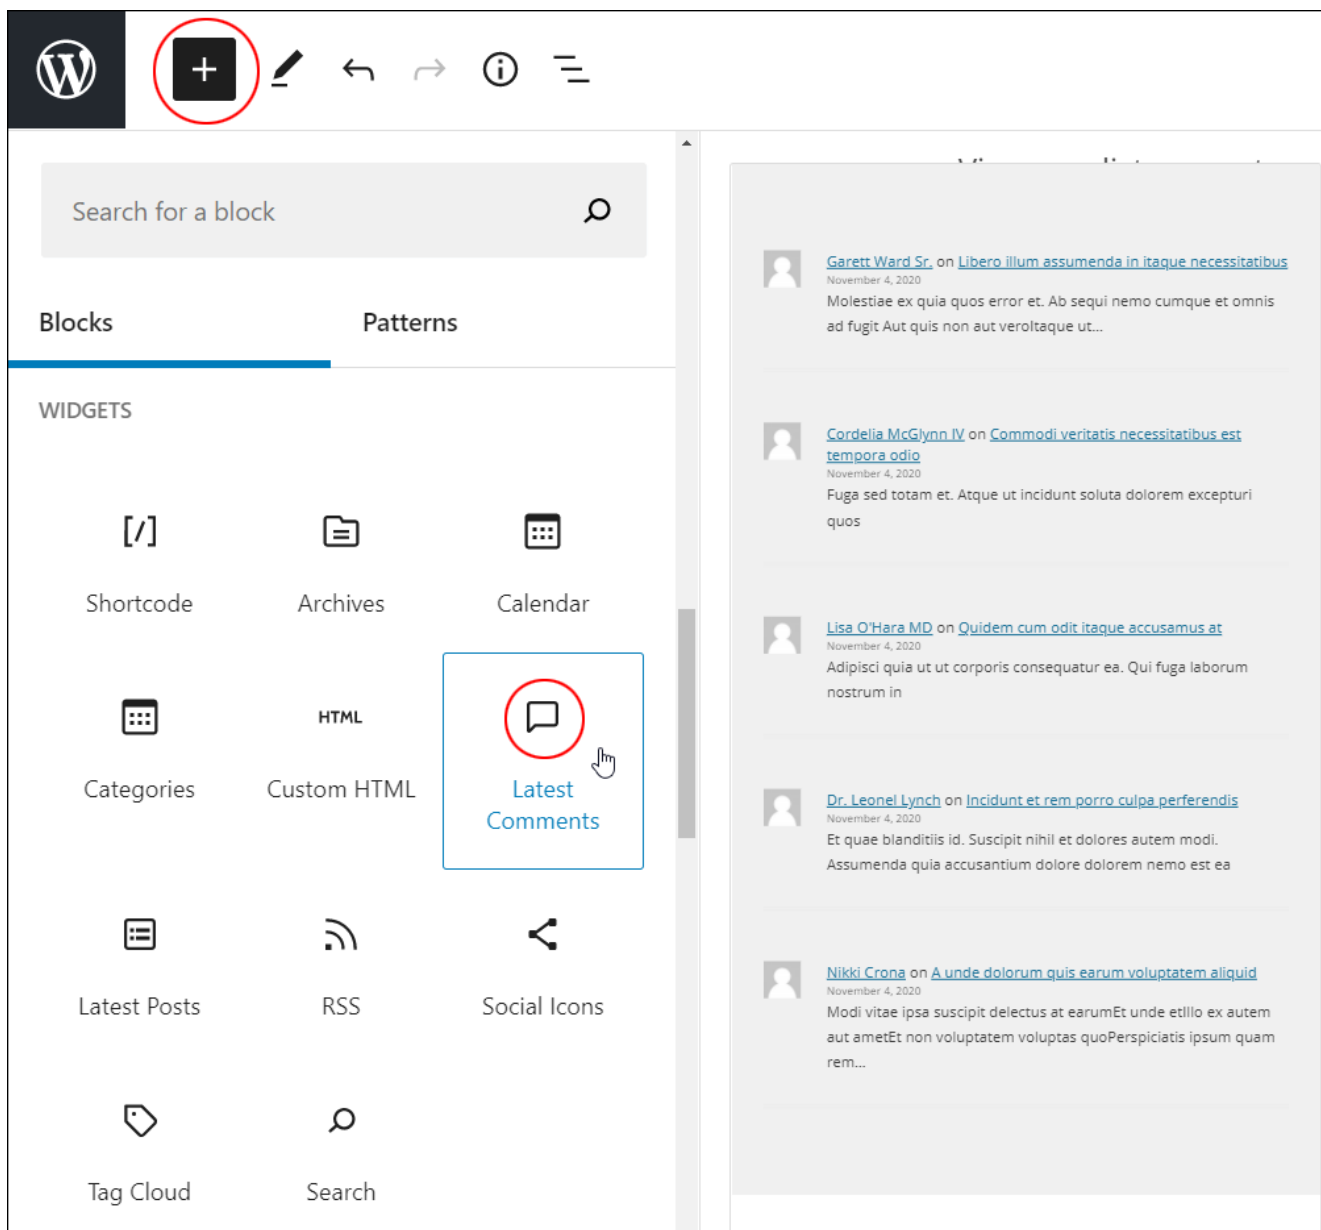 Search for a block
Blocks
Patterns
WIDGETS
[/]
Shortcode
Archives
Calendar
Categories
HTML
Custom HTML
Latest
Comments
Latest Posts
RSS
Social Icons
Tag Cloud
Search
Garett Ward Sr. on Libero illum assumenda in itaque necessitatibus
November 4, 2020
Molestiae ex quia quos error et. Ab sequi nemo cumque et omnis
ad fugit Aut quis non aut veroltaque ut...
Cordelia McGlynn IV on Commodi veritatis necessitatibus est
tempora odio
November 4, 2020
Fuga sed totam et. Atque ut incidunt soluta dolorem excepturi
quos
Lisa O'Hara MD on Quidem cum odit itaque accusamus at
November 4, 2020
Adipisci quia ut ut corporis consequatur ea. Qui fuga laborum
nostrum in
Dr. Leonel Lynch on Incidunt et rem porro culpa perferendis
November 4, 2020
Et quae blanditiis id. Suscipit nihil et dolores autem modi.
Assumenda quia accusantium dolore dolorem nemo est ea
Nikki Crona on A unde dolorum quis earum voluptatem aliquid
November 4, 2020
Modi vitae ipsa suscipit delectus at earumEt unde etIllo ex autem
aut ametEt non voluptatem voluptas quoPerspiciatis ipsum quam
rem...